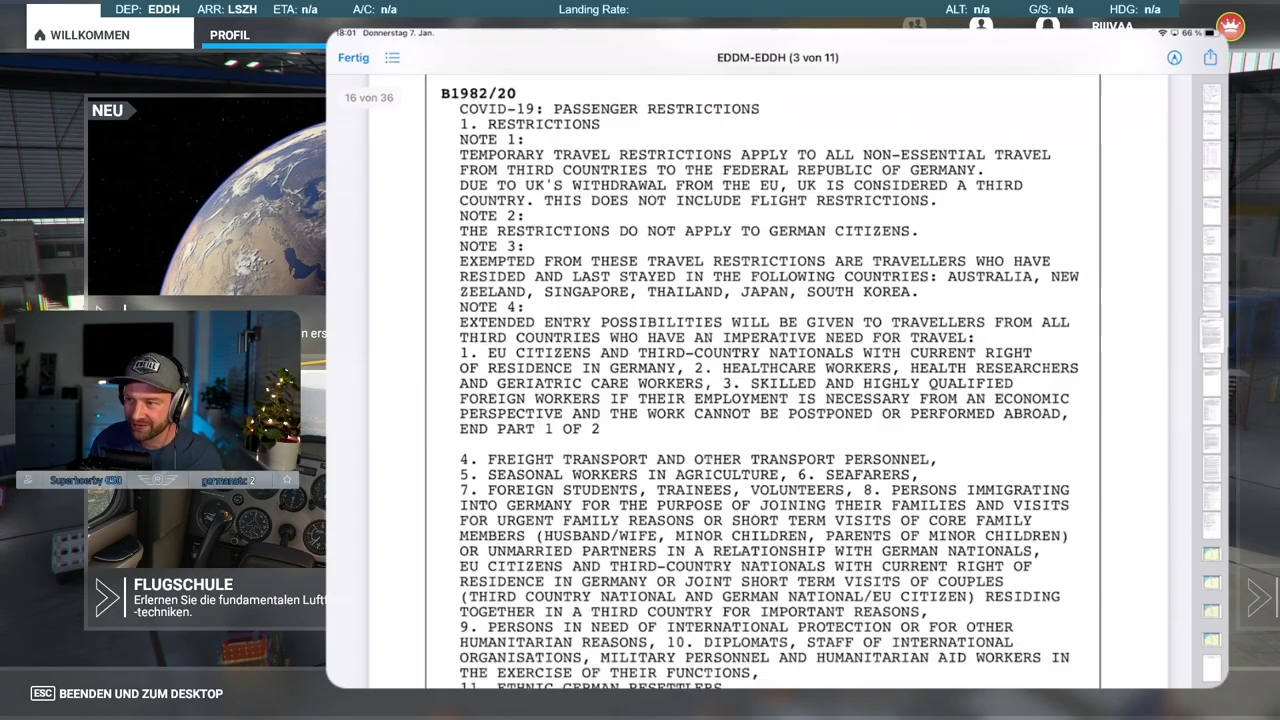 DEP: EDDH ARR: LSZH ETA: n/a A/C: n/a Landing Rate: ALT: n/a G/S: n/a HDG: n/a
WILLKOMMEN
PROFIL
RIIVAA
18:01 Donnerstag 7. Jan.
66 %
Fertig
EDDM-EDDH (3 von 11)
16 von 36
NEU
B1982/20
COVID-19: PASSENGER RESTRICTIONS
1. RESTRICTIONS
NOTE 1:
TEMPORARY TRAVEL RESTRICTIONS APPLY TO ALL NON-ESSENTIAL TRAVEL
FROM THIRD COUNTRIES TO THE FEDERAL REPUBLIC OF GERMANY.
DUE TO UK'S WITHDRAWAL FROM THE EU, UK IS CONSIDERED A THIRD
COUNTRY. THIS DOES NOT INCLUDE FLIGHT RESTRICTIONS.
NOTE 2:
THE RESTRICTIONS DO NOT APPLY TO GERMAN CITIZENS.
NOTE 3:
EXEMPTED FROM THESE TRAVEL RESTRICTIONS ARE TRAVELLERS WHO HAVE
RESIDED AND LAST STAYED IN THE FOLLOWING COUNTRIES: AUSTRALIA, NEW
ZEELAND, SINGAPORE, THAILAND, JAPAN, SOUTH KOREA.
NOTE 4:
EXTENDED ENTRY POSSIBILITIES WILL BE GIVEN TO TRAVELLERS FROM ALL
THIRD COUNTRIES WHO HAVE AN IMPERATIVE NEED FOR TRAVEL:
1. EU CITIZENS AND THIRD-COUNTRY NATIONALS WITH CURRENT RIGHT
OF RESIDENCE IN GERMANY, 2. HEALTHCARE WORKERS, HEALTH RESEARCHERS
AND GERIATRIC CARE WORKERS, 3. SKILLED AND HIGHLY QUALIFIED
FOREIGN WORKERS IF THEIR EMPLOYMENT IS NECESSARY FROM AN ECONOMIC
PERSPECTIVE AND THE WORK CANNOT BE POSTPONED OR PERFORMED ABROAD,
END PART 1 OF 2
4. FREIGHT TRANSPORT AND OTHER TRANSPORT PERSONNEL,
5. SEASONAL WORKERS IN AGRICULTURE, 6. SEAFARERS,
7. FOREIGN STUDENTS, TRAINEES, VOLUNTEERS, 8. PERSONS IMMIGRATING
INTO GERMANY FPR THE PURPOSE OF JOINING THEIR FAMILIES AND VISITS
FOR URGENT FAMILY REASONS OR SHORT TERM VISITS OF CORE FAMILY
MEMBERS (HUSBAND/WIFE, MINOR CHILDREN, PARENTS OF MINOR CHILDREN)
OR UNMARRIED PARTNERS IN A RELATIONSHIP WITH GERMAN NATIONALS,
EU CITIZENS AND THIRD-COUNTRY NATIONALS WITH CURRENT RIGHT OF
RESIDENCE IN GERMANY OR JOINT SHORT TERM VISITS OF COUPLES
(THIRD COUNTRY NATIONAL AND GERMAN NATIONAL/EU CITIZEN) RESIDING
TOGETHER IN A THIRD COUNTRY FOR IMPORTANT REASONS,
9. PERSONS IN NEED OF INTERNATIONAL PROTECTION OR FOR OTHER
HUMANITARIAN REASONS, 10. DIPLOMATS, STAFF OF INTERNATIONAL
ORGANISATIONS, MILITARY PERSONNEL AND HUMANITARIAN AID WORKERS IN
THE EXERCISE OF THEIR FUNCTIONS,
11. ETHNIC GERMAN RESETTLERS
FLUGSCHULE
Erlernen Sie die fundamentalen Luft
-techniken.
ESC BEENDEN UND ZUM DESKTOP